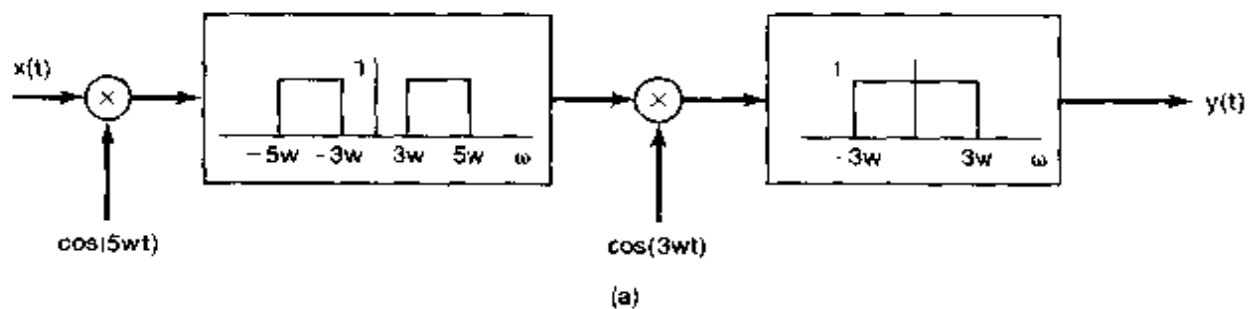 x(t)
×
1
−5w -3w 3w 5w ω
×
1
-3w 3w ω
y(t)
cos(5wt)
cos(3wt)
(a)